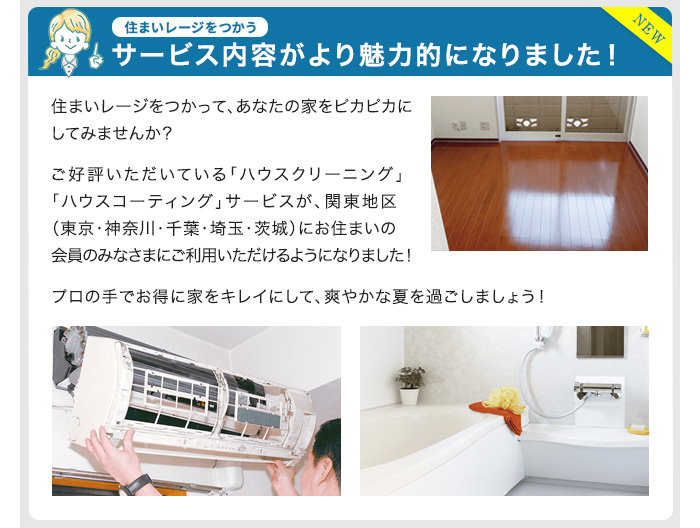 住まいレージをつかう
サービス内容がより魅力的になりました！
NEW
住まいレージをつかって、あなたの家をピカピカに
してみませんか？
ご好評いただいている「ハウスクリーニング」
「ハウスコーティング」サービスが、関東地区
（東京・神奈川・千葉・埼玉・茨城）にお住まいの
会員のみなさまにご利用いただけるようになりました！
プロの手でお得に家をキレイにして、爽やかな夏を過ごしましょう！